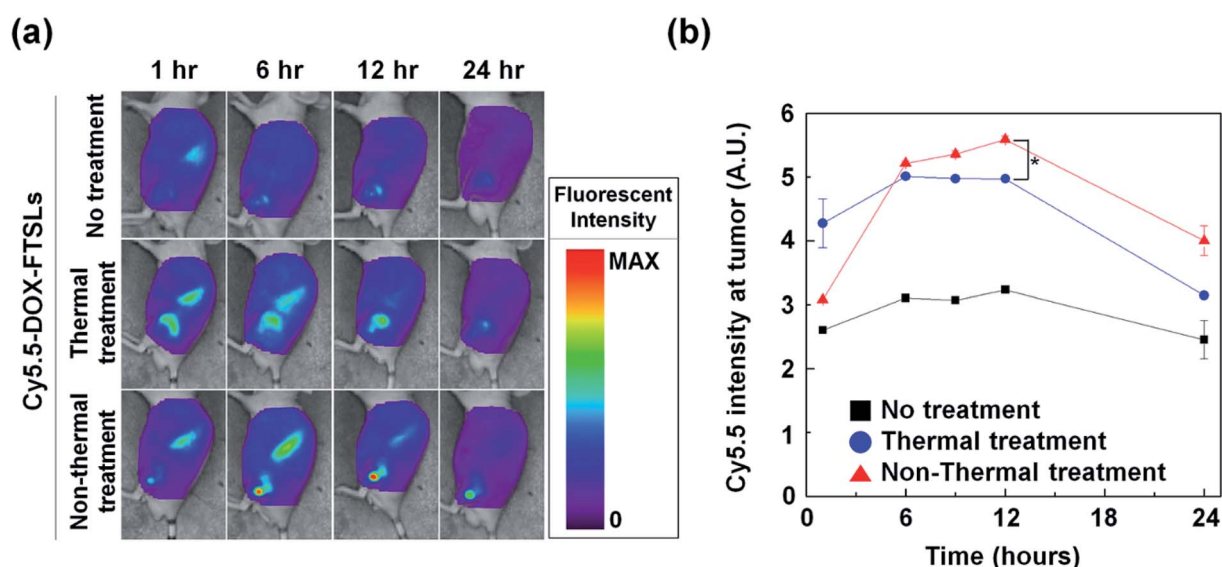 (a)
1 hr 6 hr 12 hr 24 hr
Cy5.5-DOX-FTSLs
No treatment
Thermal
treatment
Non-thermal
treatment
Fluorescent
Intensity
MAX
0
(b)
Cy5.5 intensity at tumor (A.U.)
6
5
4
3
2
1
0
*
No treatment
Thermal treatment
Non-Thermal treatment
0 6 12 18 24
Time (hours)